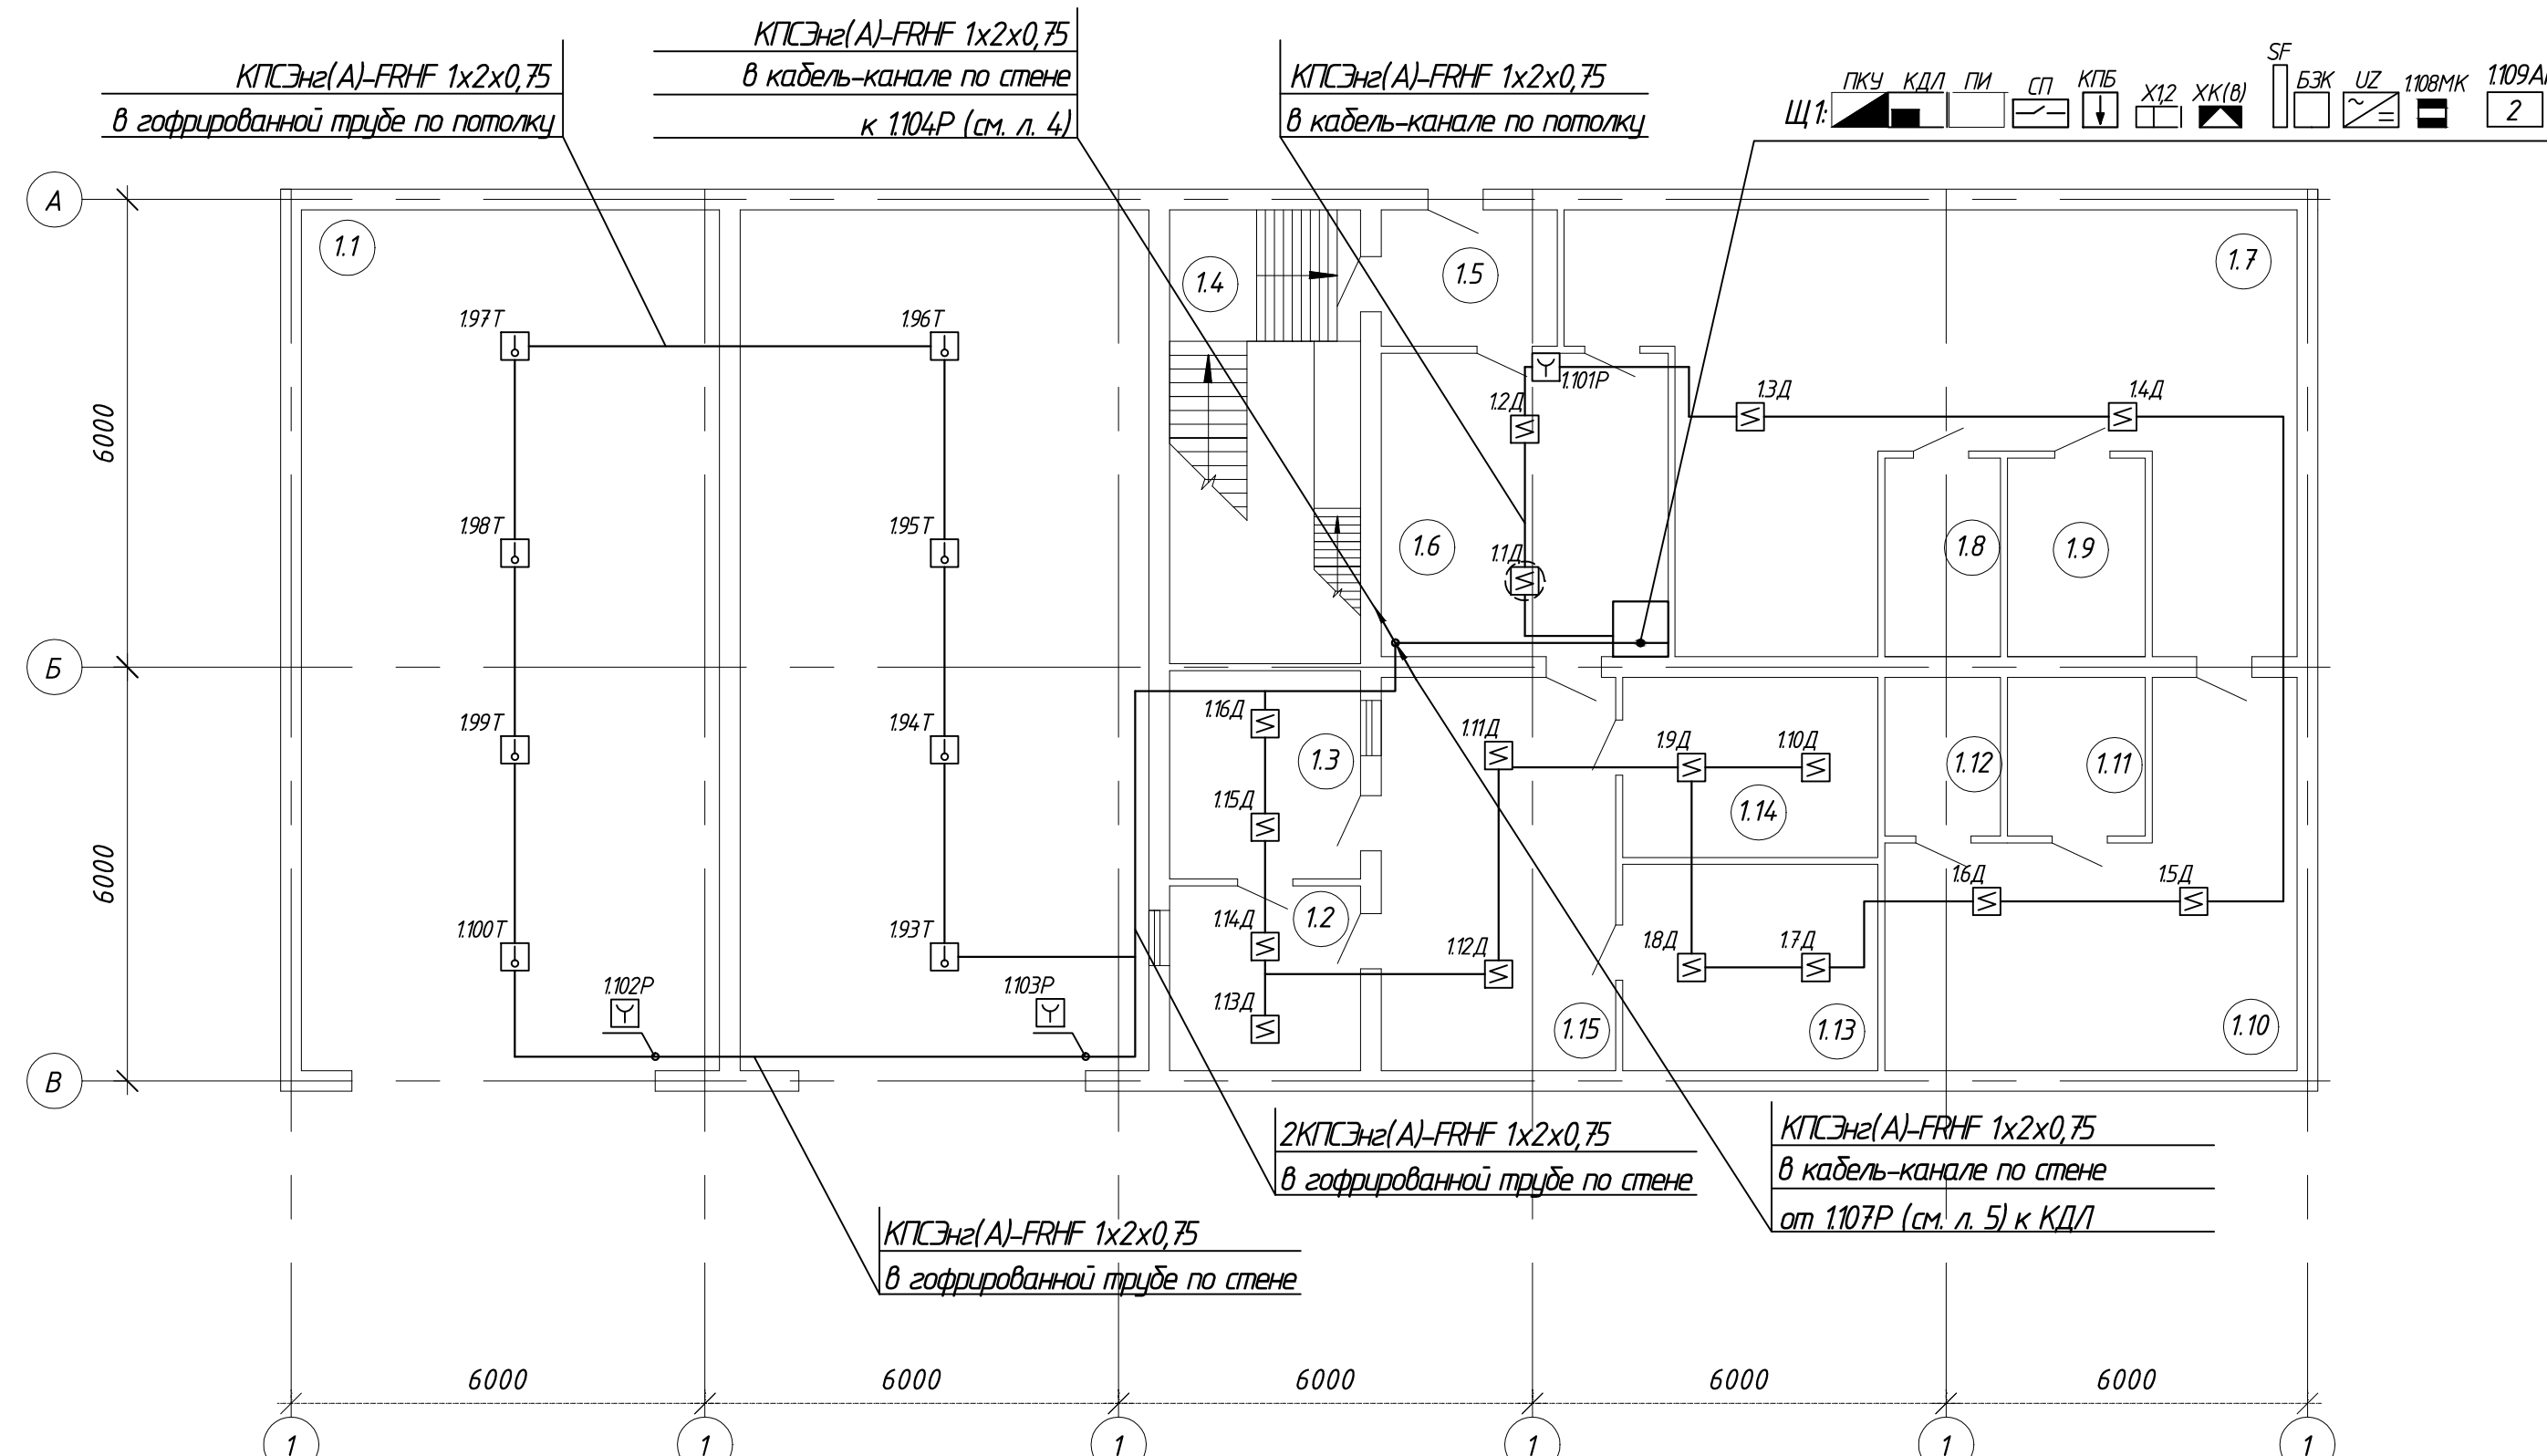 КПСЭнг(А)-FRHF 1х2х0,75
в гофрированной трубе по потолку
КПСЭнг(А)-FRHF 1х2х0,75
в кабель-канале по стене
к 1.104Р (см. л. 4)
КПСЭнг(А)-FRHF 1х2х0,75
в кабель-канале по потолку
Щ1:
ПКУ
КДЛ
ПИ
СП
КПБ
Х1,2
ХК(8)
SF
БЗК
UZ
1.108МК
2
А
1.1
1.4
1.5
1.7
1.97Т
1.96Т
1.101Р
1.2Д
1.3Д
1.4Д
6000
1.98Т
1.95Т
1.6
1.1Д
1.8
1.9
Б
1.99Т
1.94Т
1.16Д
1.3
1.11Д
1.9Д
1.10Д
1.12
1.11
1.15Д
1.14
6000
1.6Д
1.5Д
1.100Т
1.93Т
1.14Д
1.2
1.12Д
1.8Д
1.7Д
1.102Р
1.103Р
1.13Д
1.15
1.13
1.10
В
2КПСЭнг(А)-FRHF 1х2х0,75
в гофрированной трубе по стене
КПСЭнг(А)-FRHF 1х2х0,75
в кабель-канале по стене
от 1.107Р (см. л. 5) к КДЛ
КПСЭнг(А)-FRHF 1х2х0,75
в гофрированной трубе по стене
6000
6000
6000
6000
6000
1
1
1
1
1
1